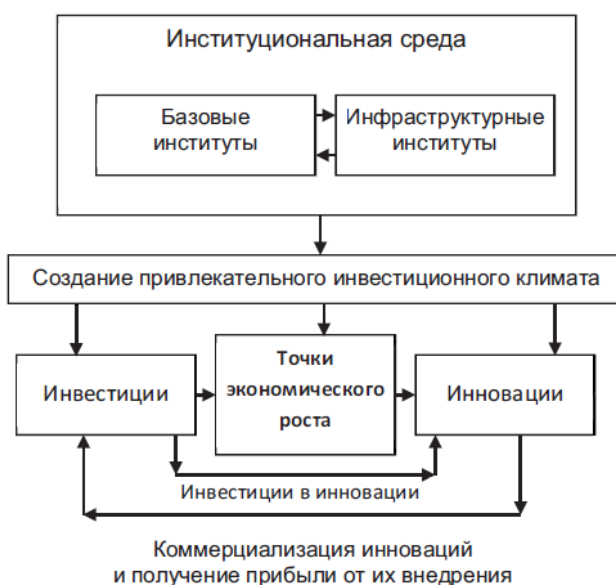 Институциональная среда
Базовые
институты
Инфраструктурные
институты
Создание привлекательного инвестиционного климата
Инвестиции
Точки
экономического
роста
Инновации
Инвестиции в инновации
Коммерциализация инноваций
и получение прибыли от их внедрения